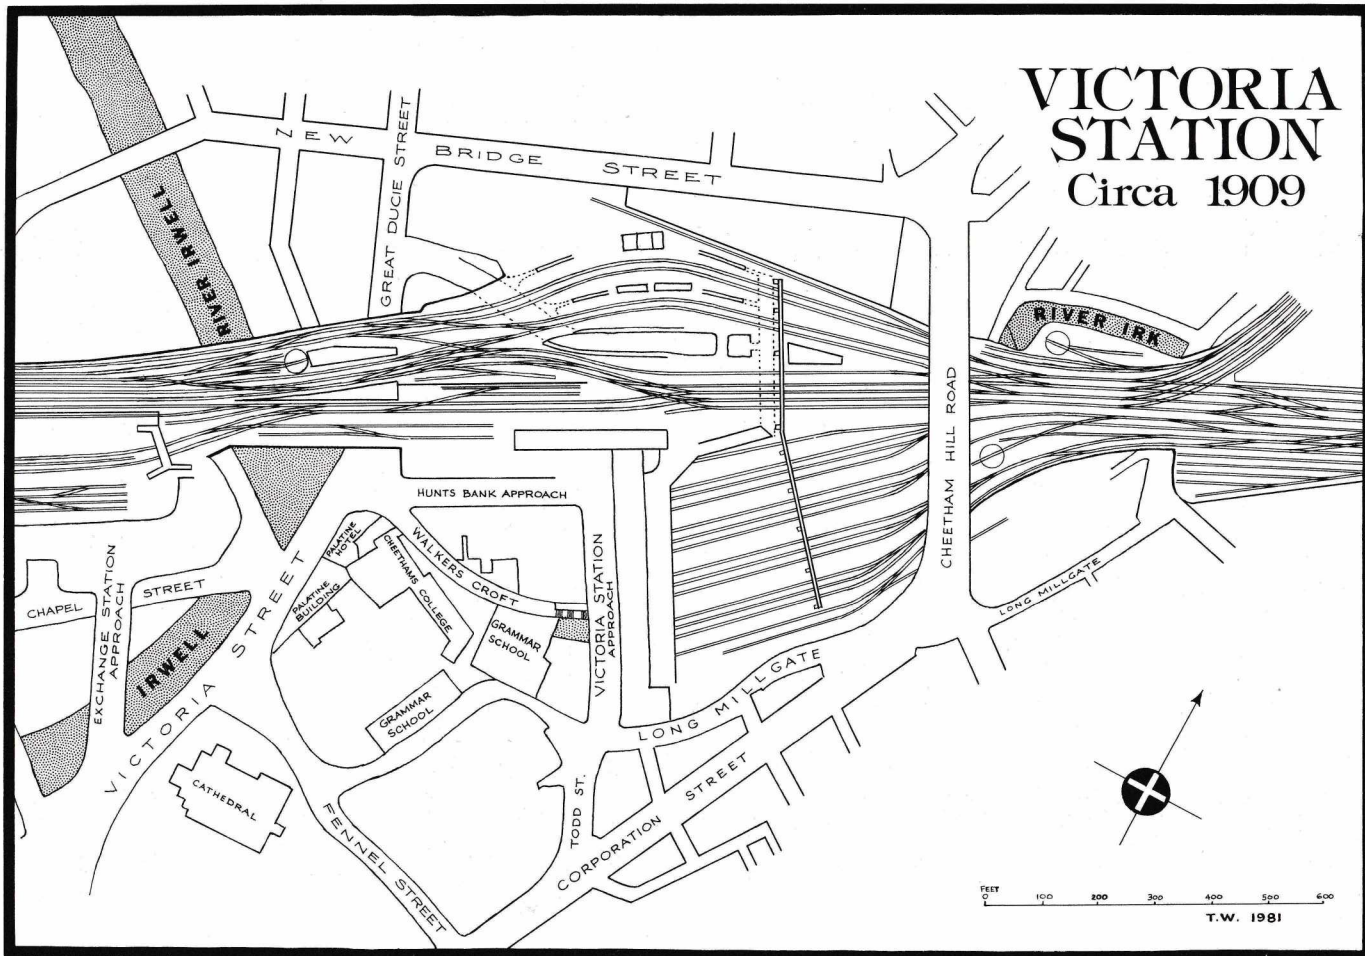 VICTORIA
STATION
Circa 1909
NEW BRIDGE STREET
GREAT DUCIE STREET
RIVER IRWELL
RIVER IRK
CHEETHAM HILL ROAD
HUNTS BANK APPROACH
WALKERS CROFT
PALATINE
HOTEL
CHEETHAMS
COLLEGE
PALATINE
BUILDING
GRAMMAR
SCHOOL
GRAMMAR
SCHOOL
VICTORIA STATION
APPROACH
LONG MILLGATE
LONG MILLGATE
EXCHANGE STATION
APPROACH
CHAPEL STREET
IRWELL
VICTORIA STREET
CATHEDRAL
FENNEL STREET
TODD ST.
CORPORATION STREET
FEET
0 100 200 300 400 500 600
T.W. 1981